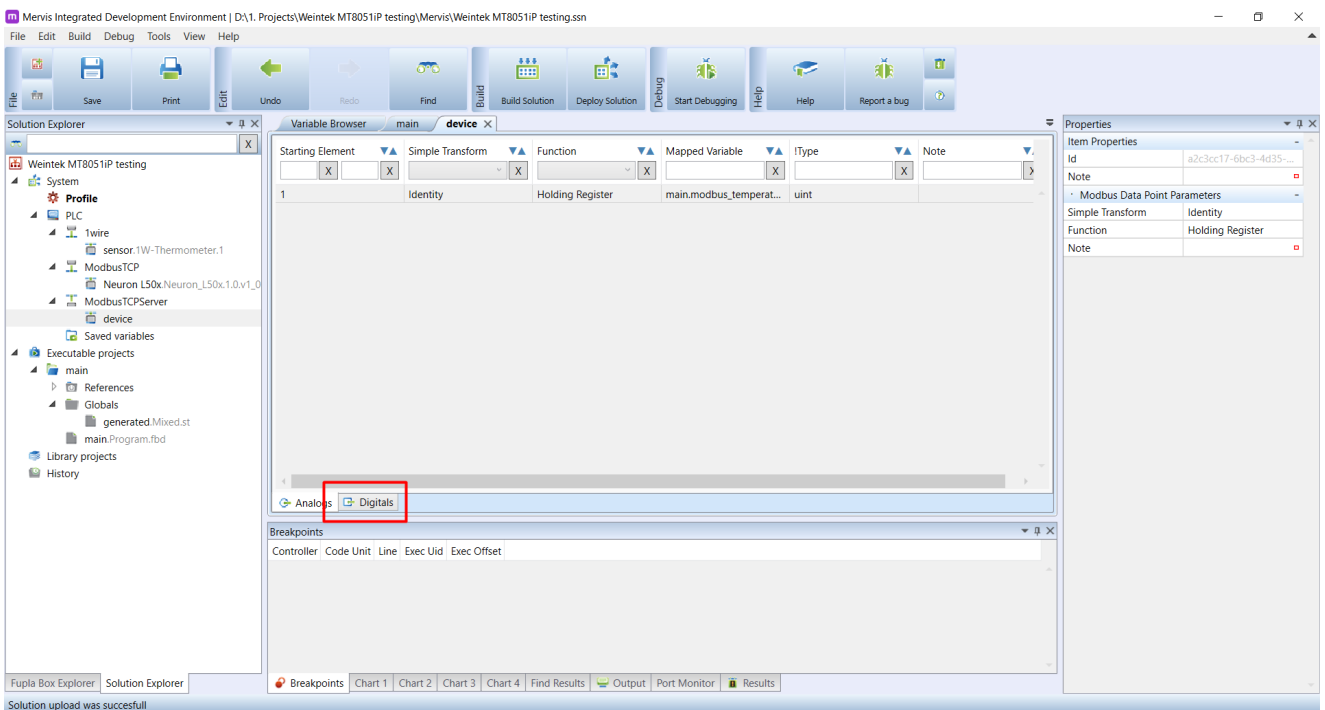 m Mervis Integrated Development Environment | D:\1. Projects\Weintek MT8051iP testing\Mervis\Weintek MT8051iP testing.ssn
File Edit Build Debug Tools View Help
File Save Print Edit Undo Redo Find Build Build Solution Deploy Solution Debug Start Debugging Help Help Report a bug
Solution Explorer
X
Weintek MT8051iP testing
System
Profile
PLC
1wire
sensor.1W-Thermometer.1
ModbusTCP
Neuron L50x.Neuron_L50x.1.0.v1_0
ModbusTCPServer
device
Saved variables
Executable projects
main
References
Globals
generated.Mixed.st
main.Program.fbd
Library projects
History
Fupla Box Explorer Solution Explorer
Variable Browser main device X
Starting Element Simple Transform Function Mapped Variable !Type Note
X X X X X X X
1 Identity Holding Register main.modbus_temperat... uint
Analogs Digitals
Breakpoints
Controller Code Unit Line Exec Uid Exec Offset
Breakpoints Chart 1 Chart 2 Chart 3 Chart 4 Find Results Output Port Monitor Results
Properties
Item Properties
Id a2c3cc17-6bc3-4d35-...
Note
Modbus Data Point Parameters
Simple Transform Identity
Function Holding Register
Note
Solution upload was succesfull